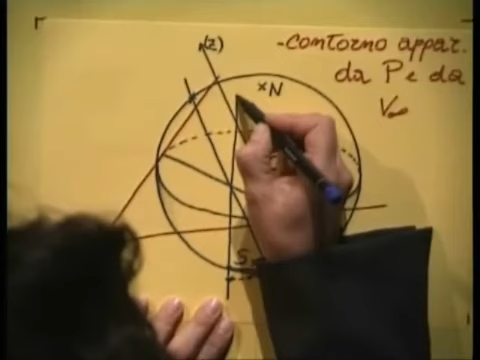 -contorno appar.
da P e da
V∞
(z)
×N
S